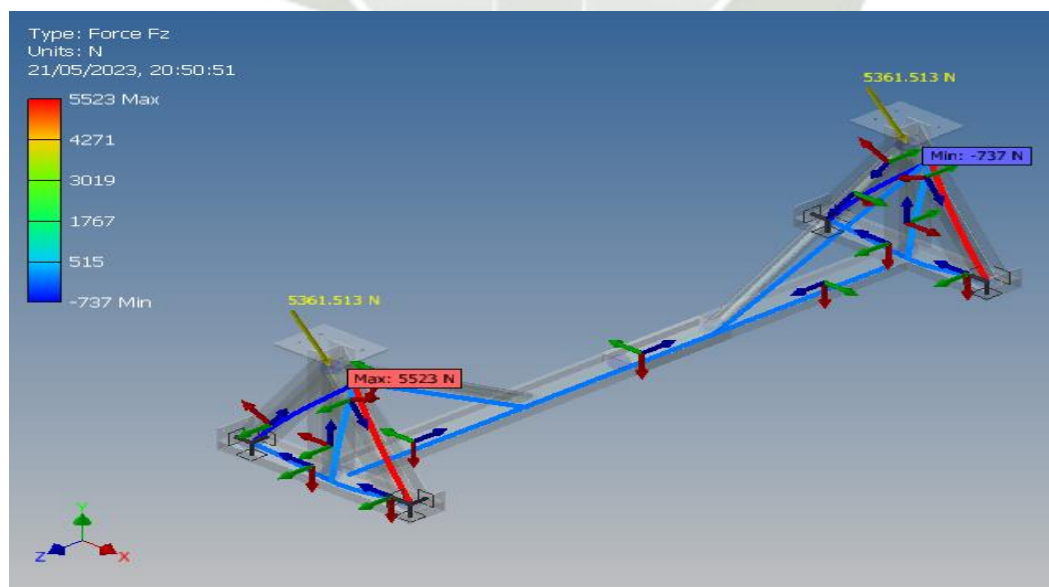 Type: Force Fz
Units: N
21/05/2023, 20:50:51
5523 Max
4271
3019
1767
515
-737 Min
5361.513 N
Min: -737 N
5361.513 N
Max: 5523 N
Y
Z
X